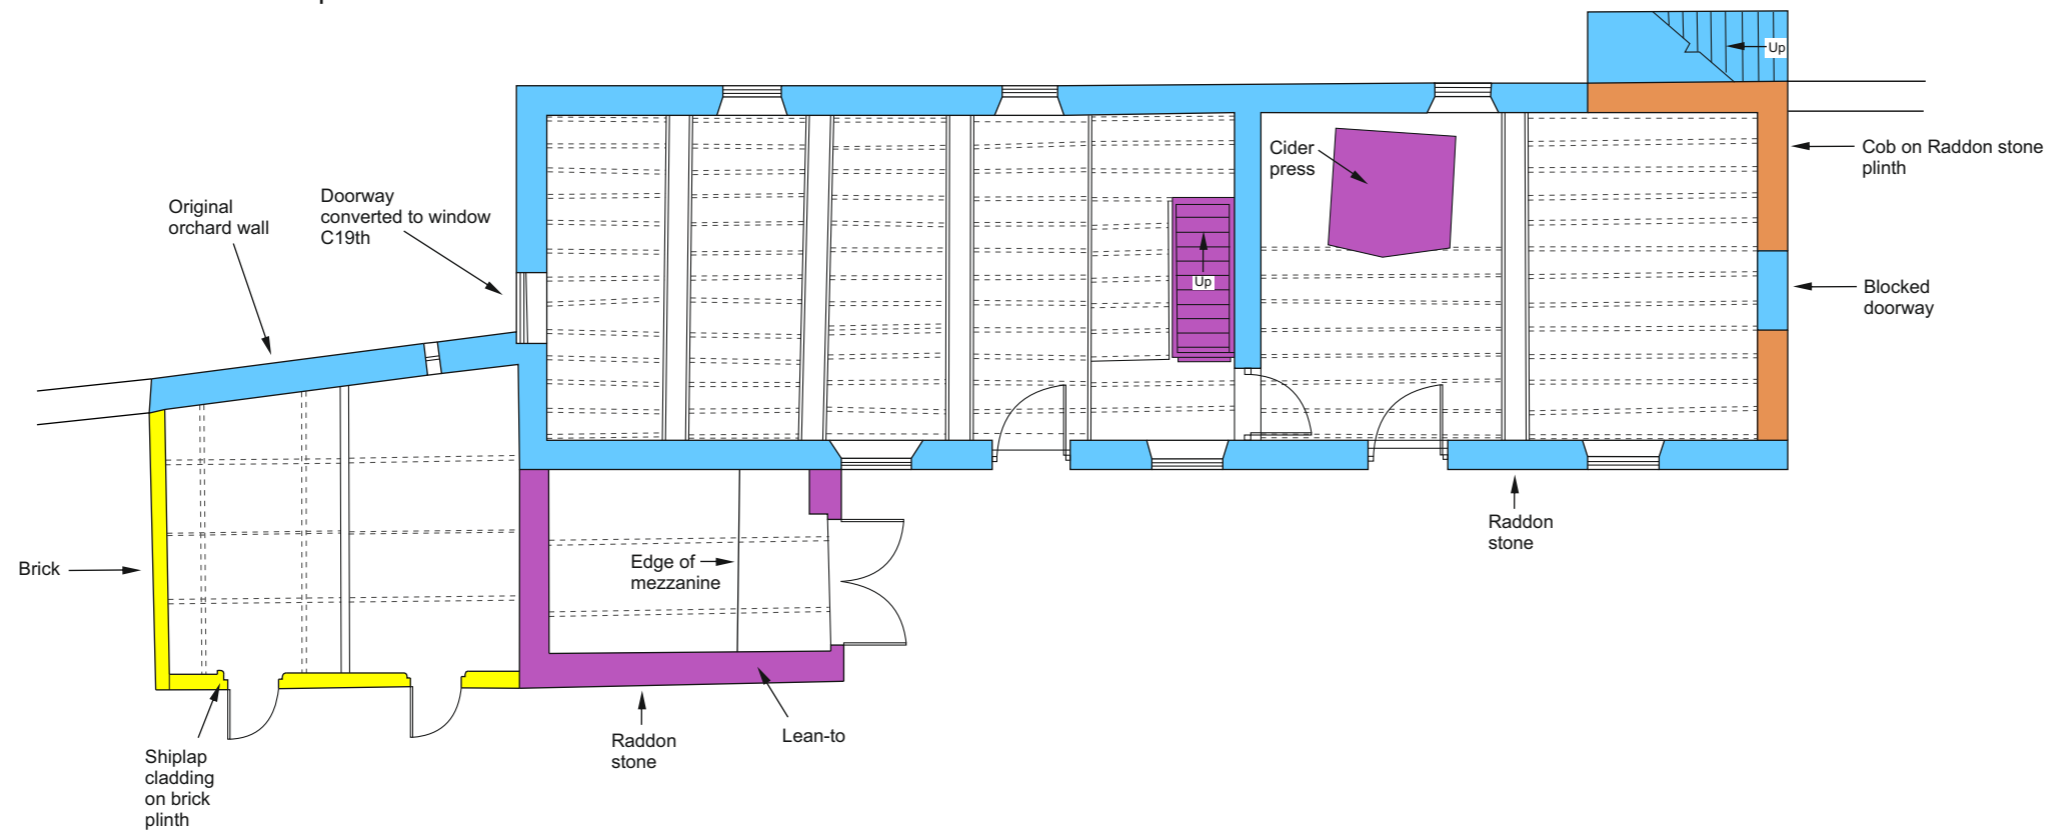 Up
Cider
press
Cob on Raddon stone
plinth
Doorway
converted to window
C19th
Original
orchard wall
Up
Blocked
doorway
Raddon
stone
Edge of
mezzanine
Brick
Raddon
stone
Lean-to
Shiplap
cladding
on brick
plinth